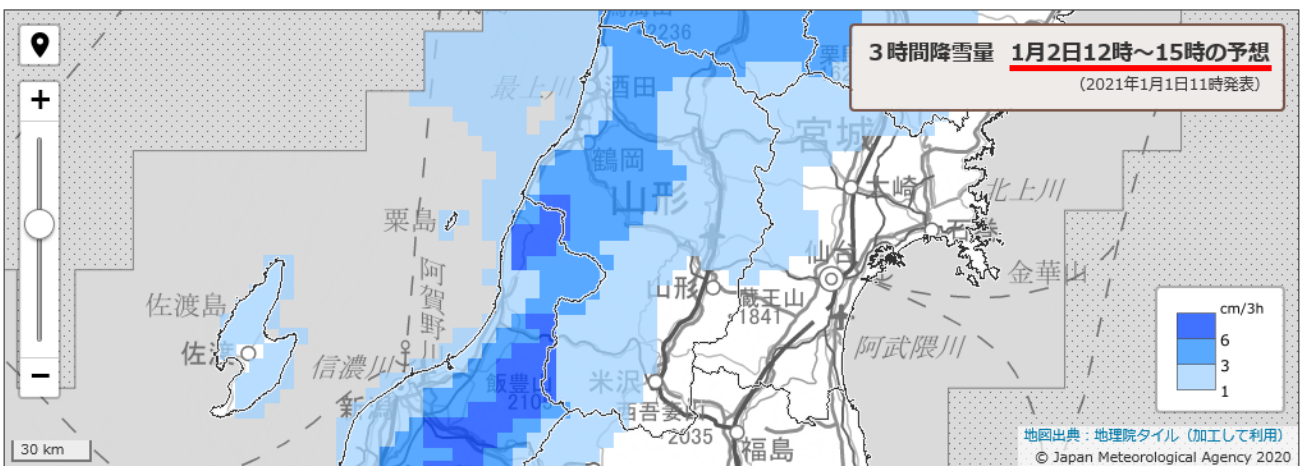 3時間降雪量 1月2日12時～15時の予想
（2021年1月1日11時発表）
+
−
30 km
2236
最上川
酒田
宮城
鶴岡
山形
大崎
北上川
粟島
石巻
仙台
阿賀野川
金華山
佐渡島
山形
蔵王山
1841
佐渡
信濃川
阿武隈川
新潟
飯豊山
2105
米沢
西吾妻山
2035
福島
cm/3h
6
3
1
地図出典：地理院タイル（加工して利用）
© Japan Meteorological Agency 2020